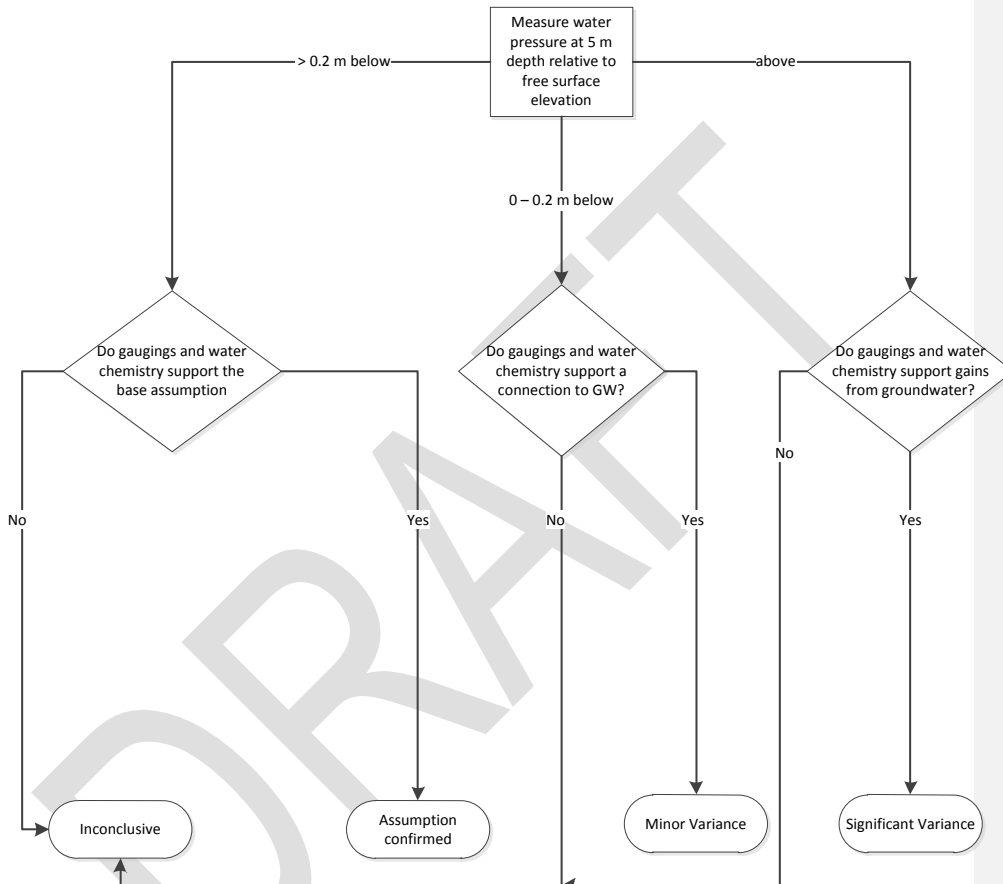 Measure water
pressure at 5 m
depth relative to
free surface
elevation
> 0.2 m below
above
0 – 0.2 m below
Do gaugings and water
chemistry support the
base assumption
Do gaugings and water
chemistry support a
connection to GW?
Do gaugings and water
chemistry support gains
from groundwater?
No
No
Yes
No
Yes
Yes
Inconclusive
Assumption
confirmed
Minor Variance
Significant Variance
DRAFT